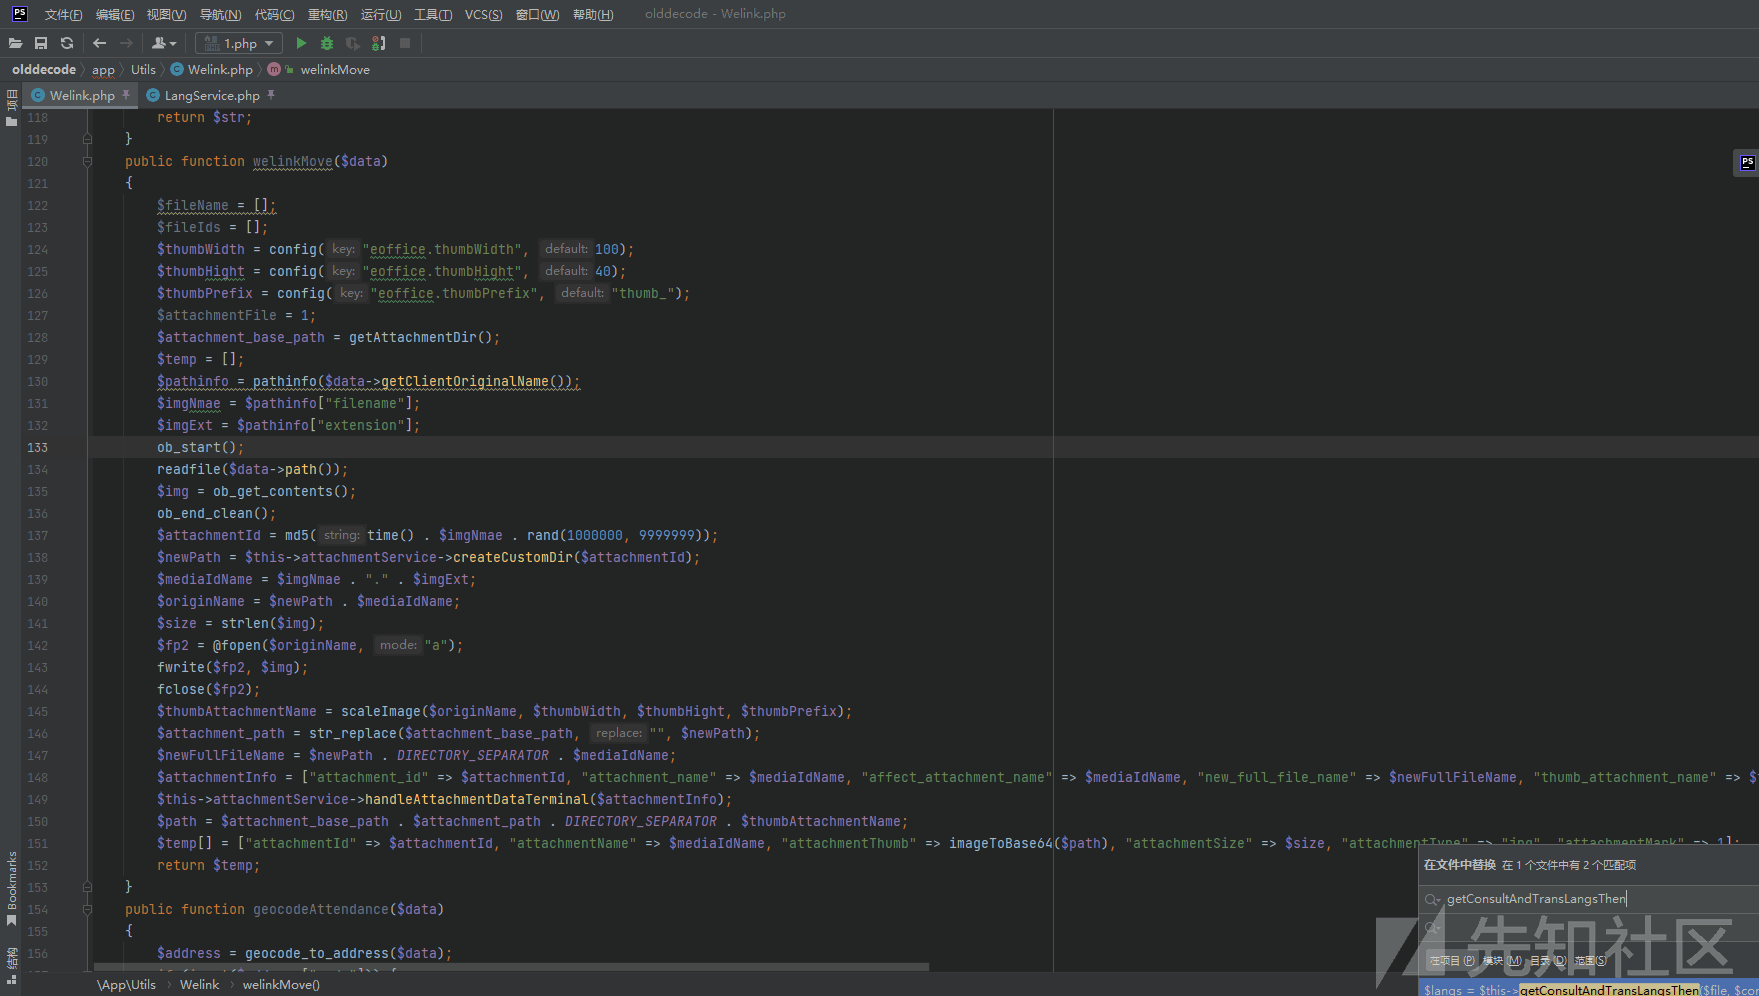 PS 文件(F) 编辑(E) 视图(V) 导航(N) 代码(C) 重构(R) 运行(U) 工具(T) VCS(S) 窗口(W) 帮助(H) olddecode - Welink.php
1.php
olddecode app Utils Welink.php m welinkMove
Welink.php LangService.php
项目
118 return $str;
119 }
120 public function welinkMove($data)
121 {
122 $fileName = [];
123 $fileIds = [];
124 $thumbWidth = config( key: "eoffice.thumbWidth", default: 100);
125 $thumbHight = config( key: "eoffice.thumbHight", default: 40);
126 $thumbPrefix = config( key: "eoffice.thumbPrefix", default: "thumb_");
127 $attachmentFile = 1;
128 $attachment_base_path = getAttachmentDir();
129 $temp = [];
130 $pathinfo = pathinfo($data->getClientOriginalName());
131 $imgNmae = $pathinfo["filename"];
132 $imgExt = $pathinfo["extension"];
133 ob_start();
134 readfile($data->path());
135 $img = ob_get_contents();
136 ob_end_clean();
137 $attachmentId = md5( string: time() . $imgNmae . rand(1000000, 9999999));
138 $newPath = $this->attachmentService->createCustomDir($attachmentId);
139 $mediaIdName = $imgNmae . "." . $imgExt;
140 $originName = $newPath . $mediaIdName;
141 $size = strlen($img);
142 $fp2 = @fopen($originName, mode: "a");
143 fwrite($fp2, $img);
144 fclose($fp2);
145 $thumbAttachmentName = scaleImage($originName, $thumbWidth, $thumbHight, $thumbPrefix);
146 $attachment_path = str_replace($attachment_base_path, replace: "", $newPath);
147 $newFullFileName = $newPath . DIRECTORY_SEPARATOR . $mediaIdName;
148 $attachmentInfo = ["attachment_id" => $attachmentId, "attachment_name" => $mediaIdName, "affect_attachment_name" => $mediaIdName, "new_full_file_name" => $newFullFileName, "thumb_attachment_name" => $
149 $this->attachmentService->handleAttachmentDataTerminal($attachmentInfo);
150 $path = $attachment_base_path . $attachment_path . DIRECTORY_SEPARATOR . $thumbAttachmentName;
151 $temp[] = ["attachmentId" => $attachmentId, "attachmentName" => $mediaIdName, "attachmentThumb" => imageToBase64($path), "attachmentSize" => $size, "attachmentType" => "jpg", "attachmentMark" => 1];
152 return $temp;
153 }
154 public function geocodeAttendance($data)
155 {
156 $address = geocode_to_address($data);
Bookmarks
结构
在文件中替换 在 1 个文件中有 2 个匹配项
getConsultAndTransLangsThen
先知社区
在项目(P) 模块(M) 目录(D) 范围(S)
$langs = $this->getConsultAndTransLangsThen($file, $con
\App\Utils Welink welinkMove()
PS